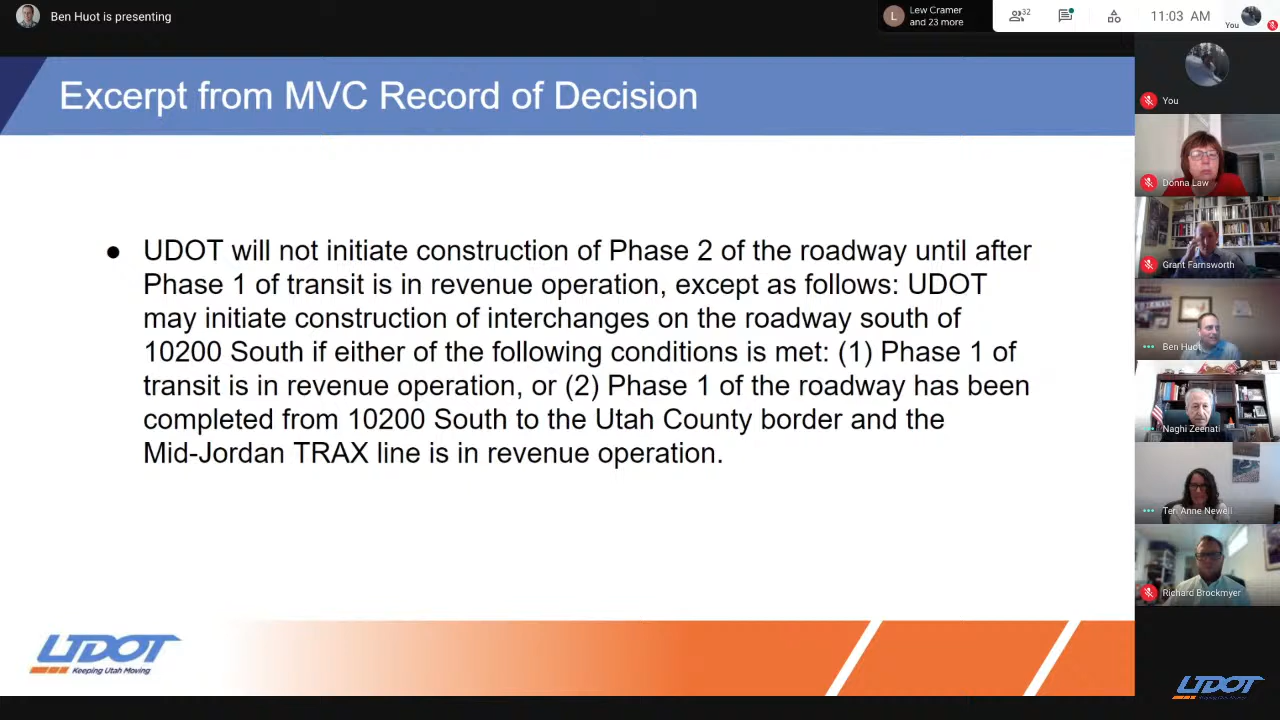 Ben Huot is presenting
Lew Cramer
and 23 more
32
11:03 AM
You
Excerpt from MVC Record of Decision
● UDOT will not initiate construction of Phase 2 of the roadway until after
Phase 1 of transit is in revenue operation, except as follows: UDOT
may initiate construction of interchanges on the roadway south of
10200 South if either of the following conditions is met: (1) Phase 1 of
transit is in revenue operation, or (2) Phase 1 of the roadway has been
completed from 10200 South to the Utah County border and the
Mid-Jordan TRAX line is in revenue operation.
UDOT
Keeping Utah Moving
L
You
Donna Law
Grant Farnsworth
Ben Huot
Naghi Zeenati
Teri Anne Newell
Richard Brockmyer
UDOT
Keeping Utah Moving